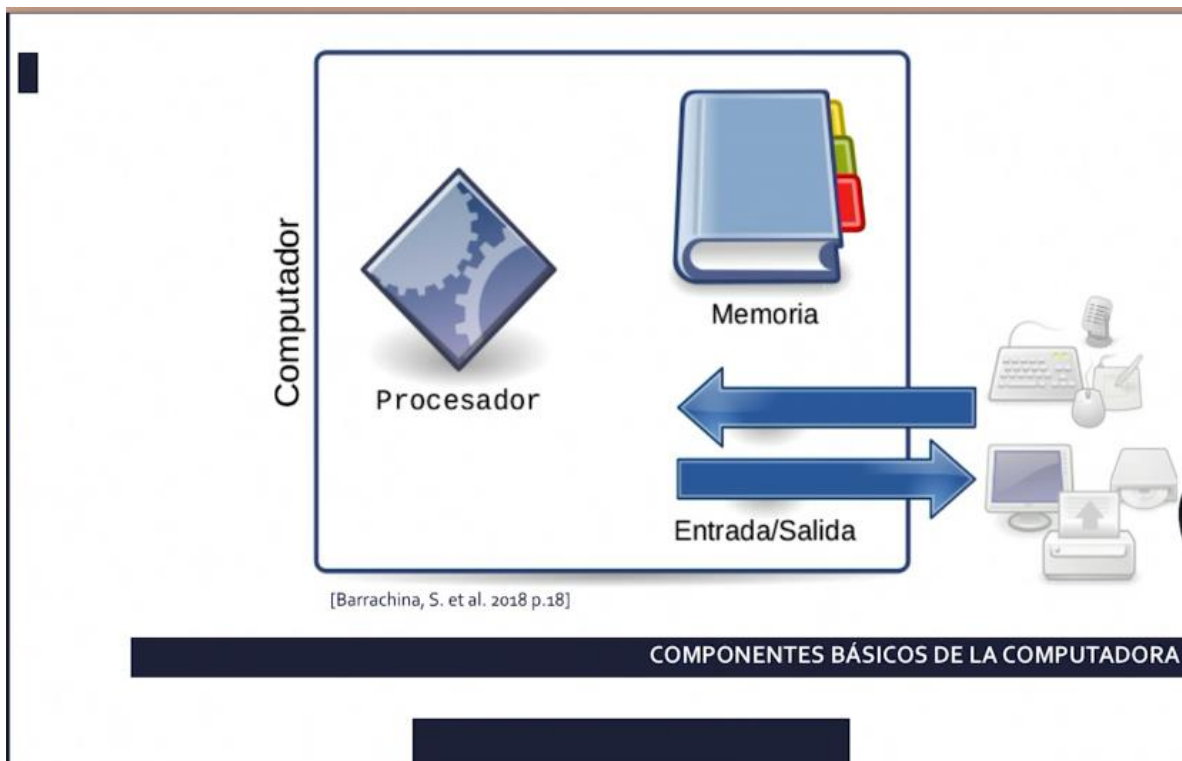 Computador
Memoria
Procesador
Entrada/Salida
[Barrachina, S. et al. 2018 p.18]
COMPONENTES BÁSICOS DE LA COMPUTADORA